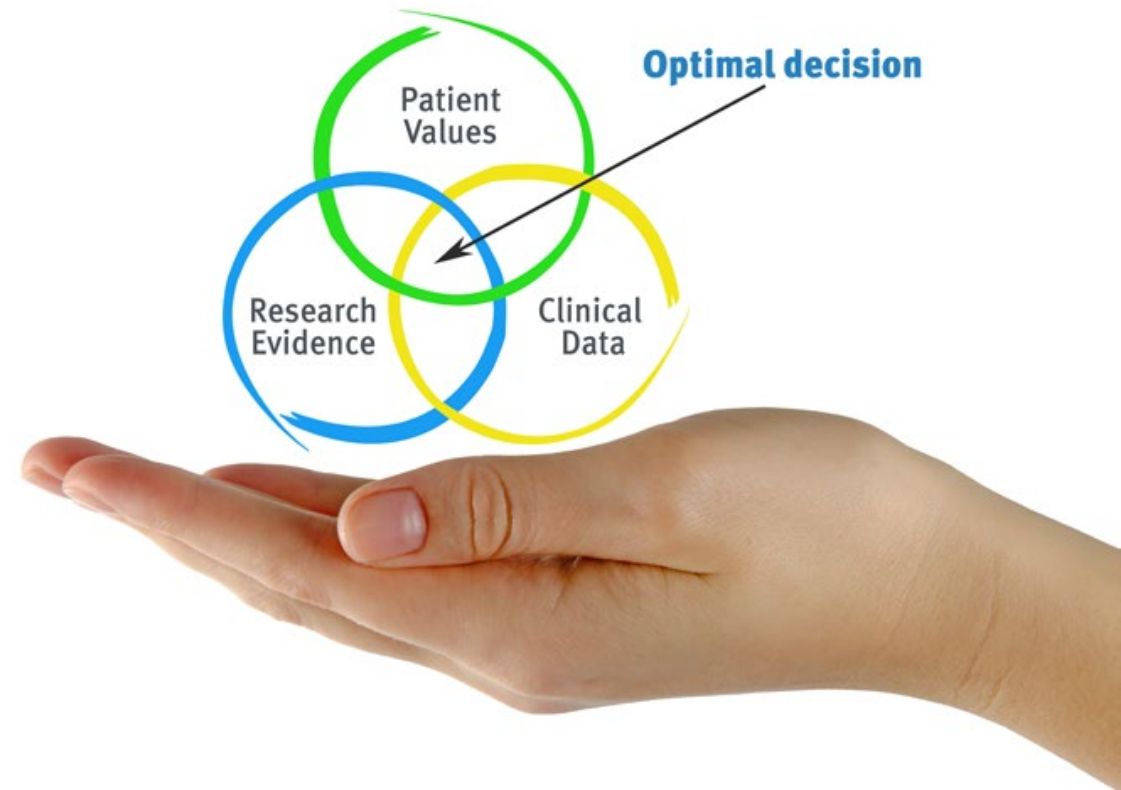 Optimal decision
Patient
Values
Research
Evidence
Clinical
Data